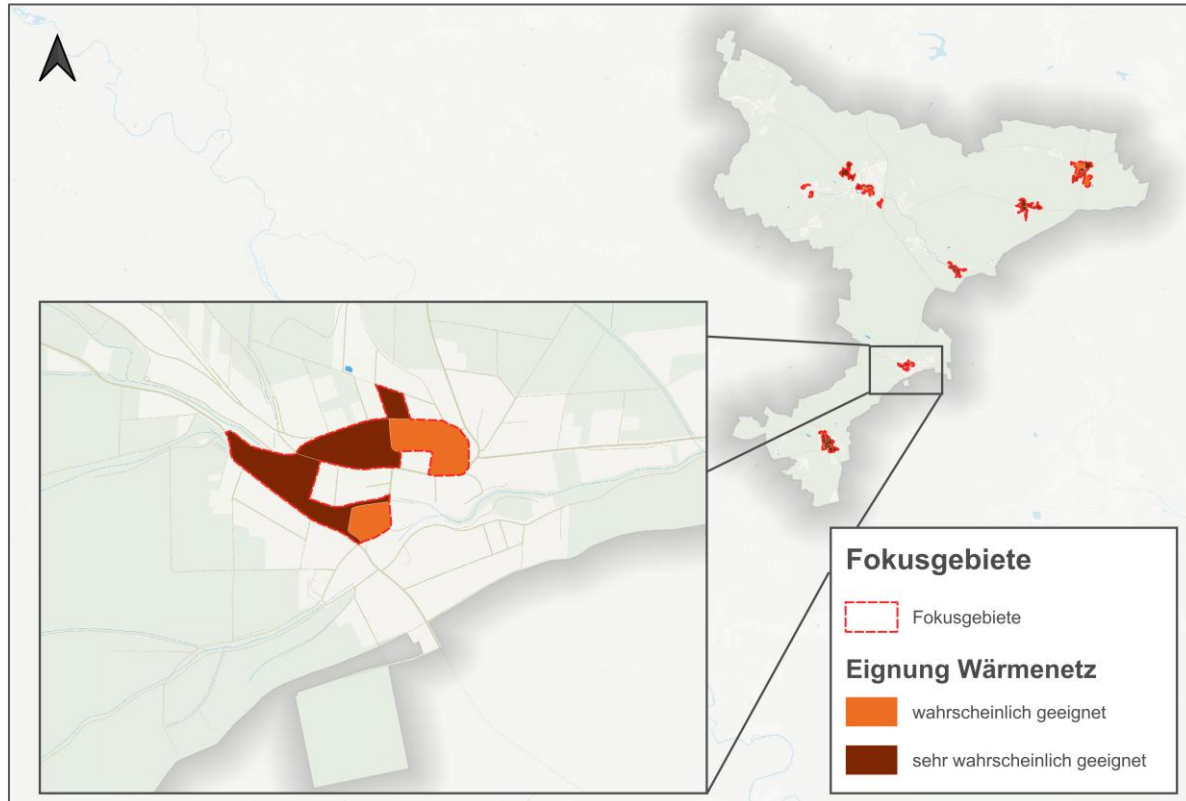 Fokusgebiete
Fokusgebiete
Eignung Wärmenetz
wahrscheinlich geeignet
sehr wahrscheinlich geeignet